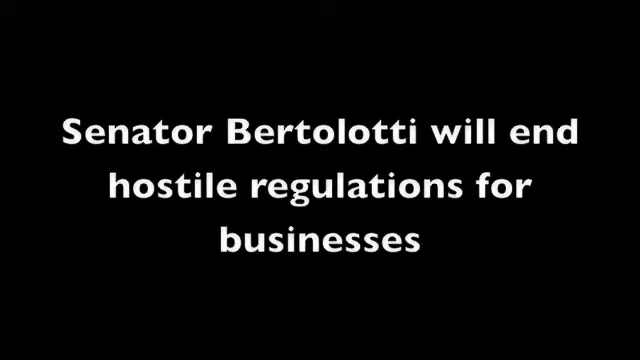 Senator Bertolotti will end
hostile regulations for
businesses